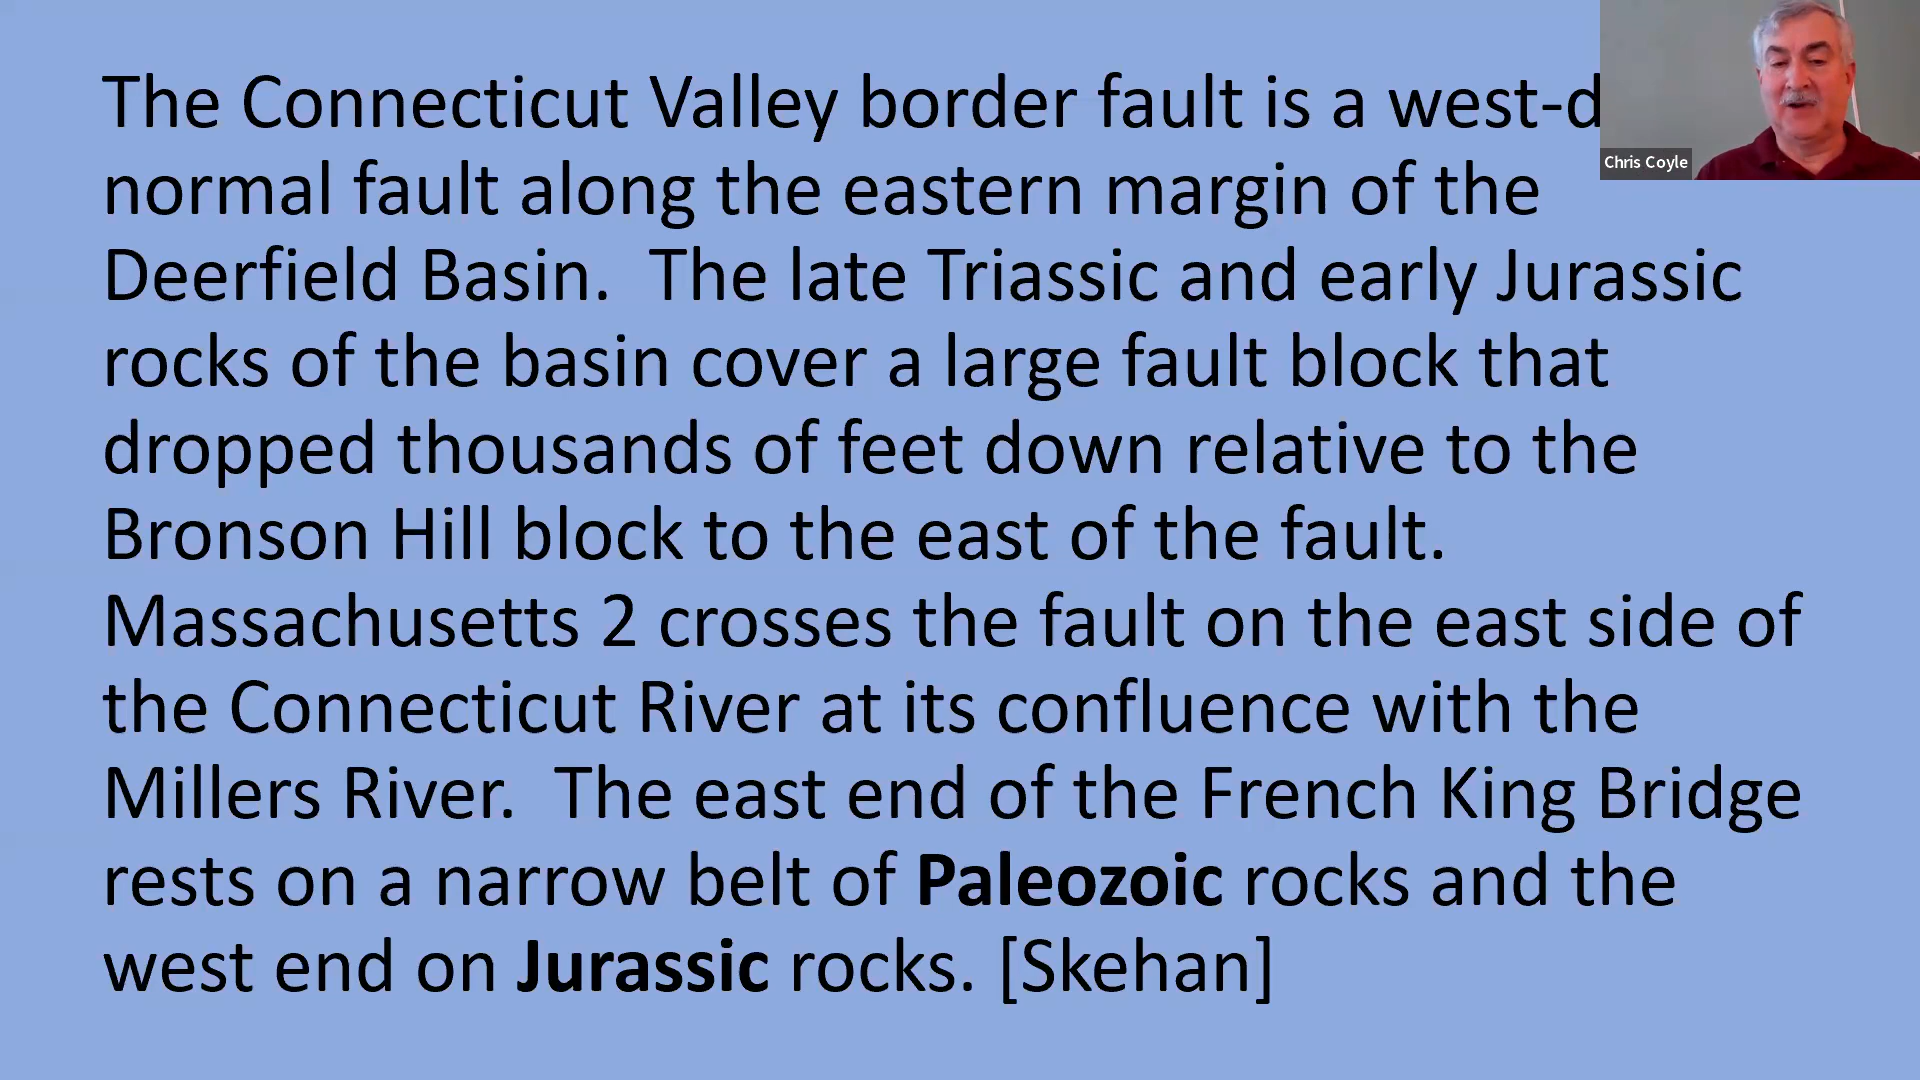 The Connecticut Valley border fault is a
normal fault along the eastern margin of the
Deerfield Basin.  The late Triassic and early Jurassic
rocks of the basin cover a large fault block that
dropped thousands of feet down relative to the
Bronson Hill block to the east of the fault.
Massachusetts 2 crosses the fault on the east side of
the Connecticut River at its confluence with the
Millers River.  The east end of the French King Bridge
rests on a narrow belt of Paleozoic rocks and the
west end on Jurassic rocks. [Skehan]
Chris Coyle